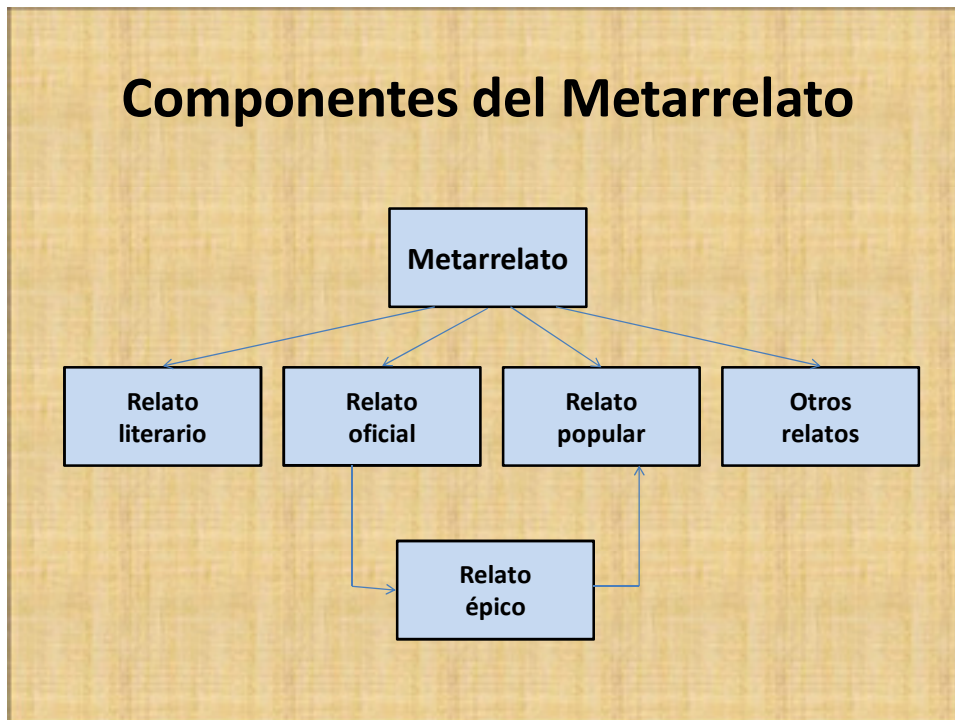 Componentes del Metarrelato
Metarrelato
Relato
literario
Relato
oficial
Relato
popular
Otros
relatos
Relato
épico